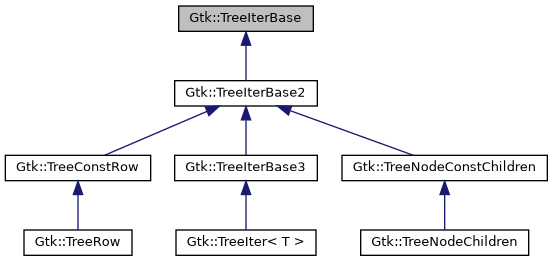 Gtk::TreeIterBase
Gtk::TreeIterBase2
Gtk::TreeConstRow
Gtk::TreeIterBase3
Gtk::TreeNodeConstChildren
Gtk::TreeRow
Gtk::TreeIter< T >
Gtk::TreeNodeChildren